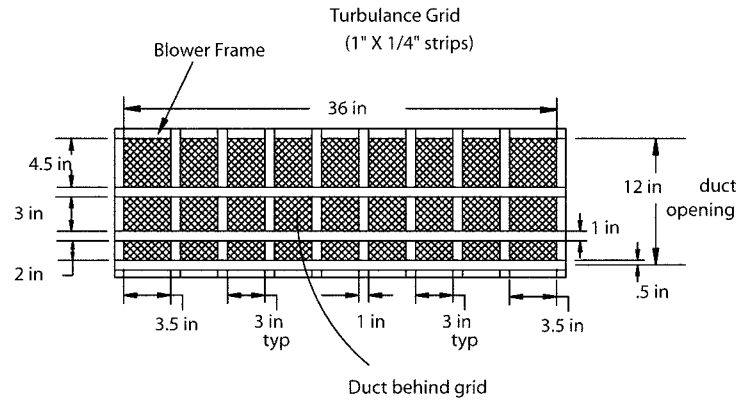 Turbulance Grid
(1" X 1/4" strips)
Blower Frame
36 in
4.5 in
12 in
duct
opening
3 in
1 in
2 in
.5 in
3.5 in
3 in
typ
1 in
3 in
typ
3.5 in
Duct behind grid